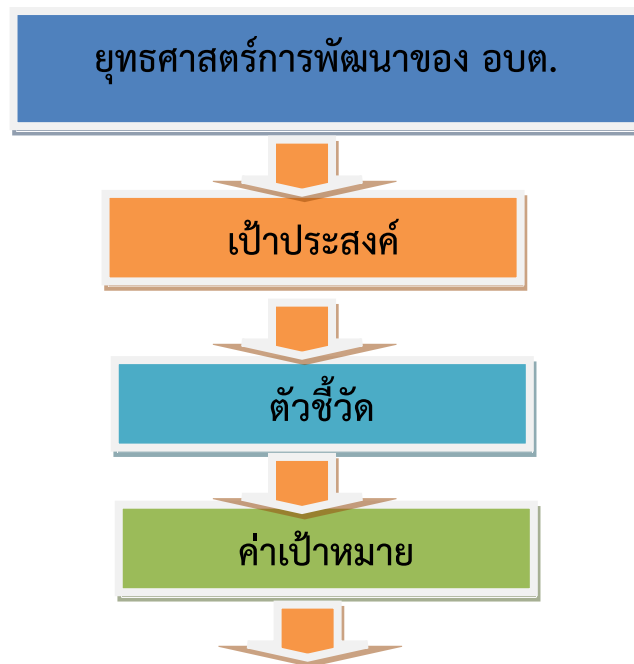 ยุทธศาสตร์การพัฒนาของ อบต.
เป้าประสงค์
ตัวชี้วัด
ค่าเป้าหมาย